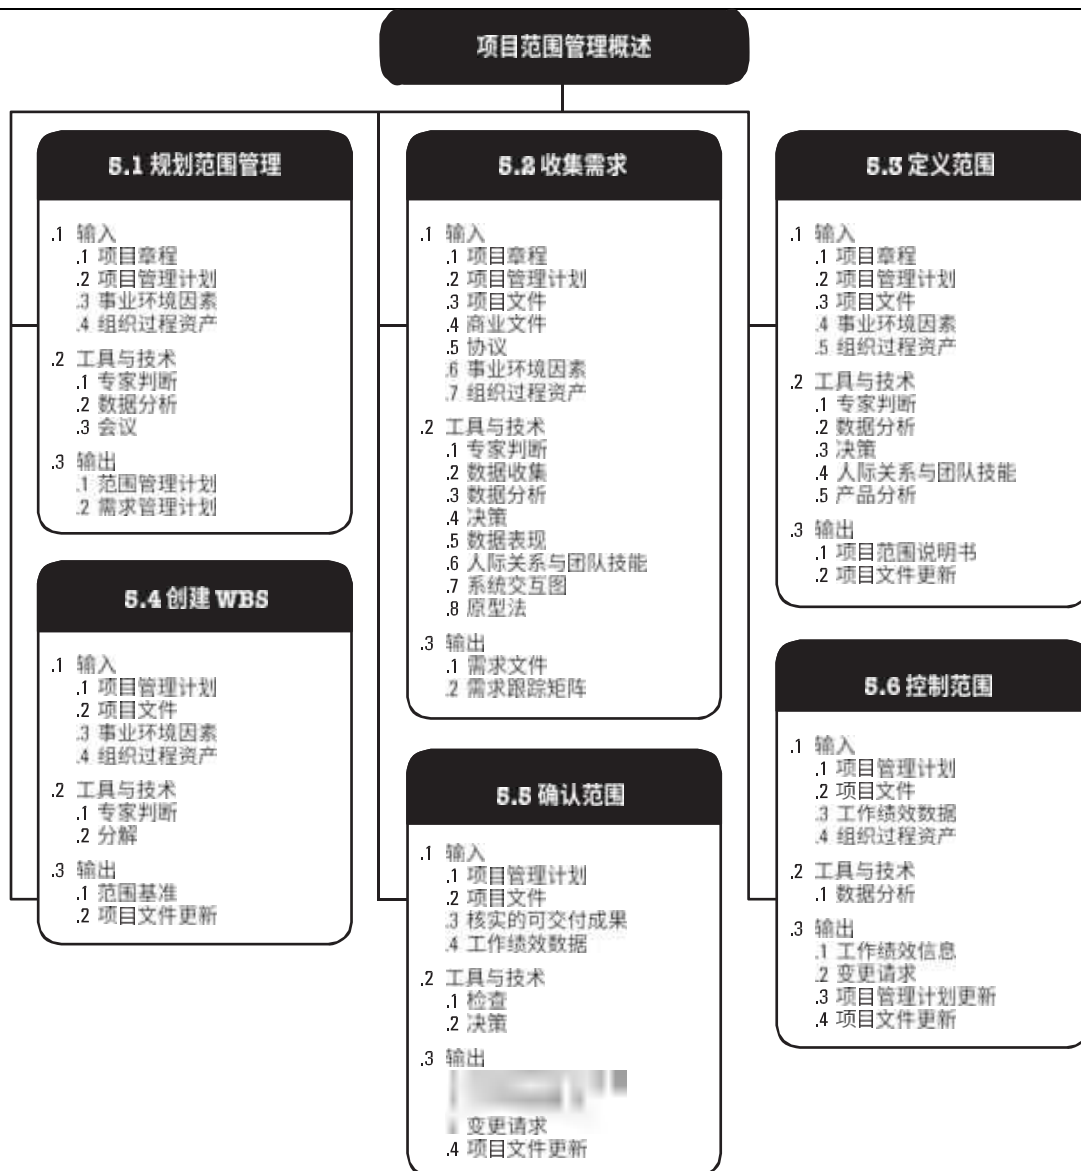 项目范围管理概述
5.1 规划范围管理
.1 输入
.1 项目章程
.2 项目管理计划
.3 事业环境因素
.4 组织过程资产
.2 工具与技术
.1 专家判断
.2 数据分析
.3 会议
.3 输出
.1 范围管理计划
.2 需求管理计划
5.2 收集需求
.1 输入
.1 项目章程
.2 项目管理计划
.3 项目文件
.4 商业文件
.5 协议
.6 事业环境因素
.7 组织过程资产
.2 工具与技术
.1 专家判断
.2 数据收集
.3 数据分析
.4 决策
.5 数据表现
.6 人际关系与团队技能
.7 系统交互图
.8 原型法
.3 输出
.1 需求文件
.2 需求跟踪矩阵
5.3 定义范围
.1 输入
.1 项目章程
.2 项目管理计划
.3 项目文件
.4 事业环境因素
.5 组织过程资产
.2 工具与技术
.1 专家判断
.2 数据分析
.3 决策
.4 人际关系与团队技能
.5 产品分析
.3 输出
.1 项目范围说明书
.2 项目文件更新
5.4 创建 WBS
.1 输入
.1 项目管理计划
.2 项目文件
.3 事业环境因素
.4 组织过程资产
.2 工具与技术
.1 专家判断
.2 分解
.3 输出
.1 范围基准
.2 项目文件更新
5.5 确认范围
.1 输入
.1 项目管理计划
.2 项目文件
.3 核实的可交付成果
.4 工作绩效数据
.2 工具与技术
.1 检查
.2 决策
.3 输出
变更请求
.4 项目文件更新
5.6 控制范围
.1 输入
.1 项目管理计划
.2 项目文件
.3 工作绩效数据
.4 组织过程资产
.2 工具与技术
.1 数据分析
.3 输出
.1 工作绩效信息
.2 变更请求
.3 项目管理计划更新
.4 项目文件更新